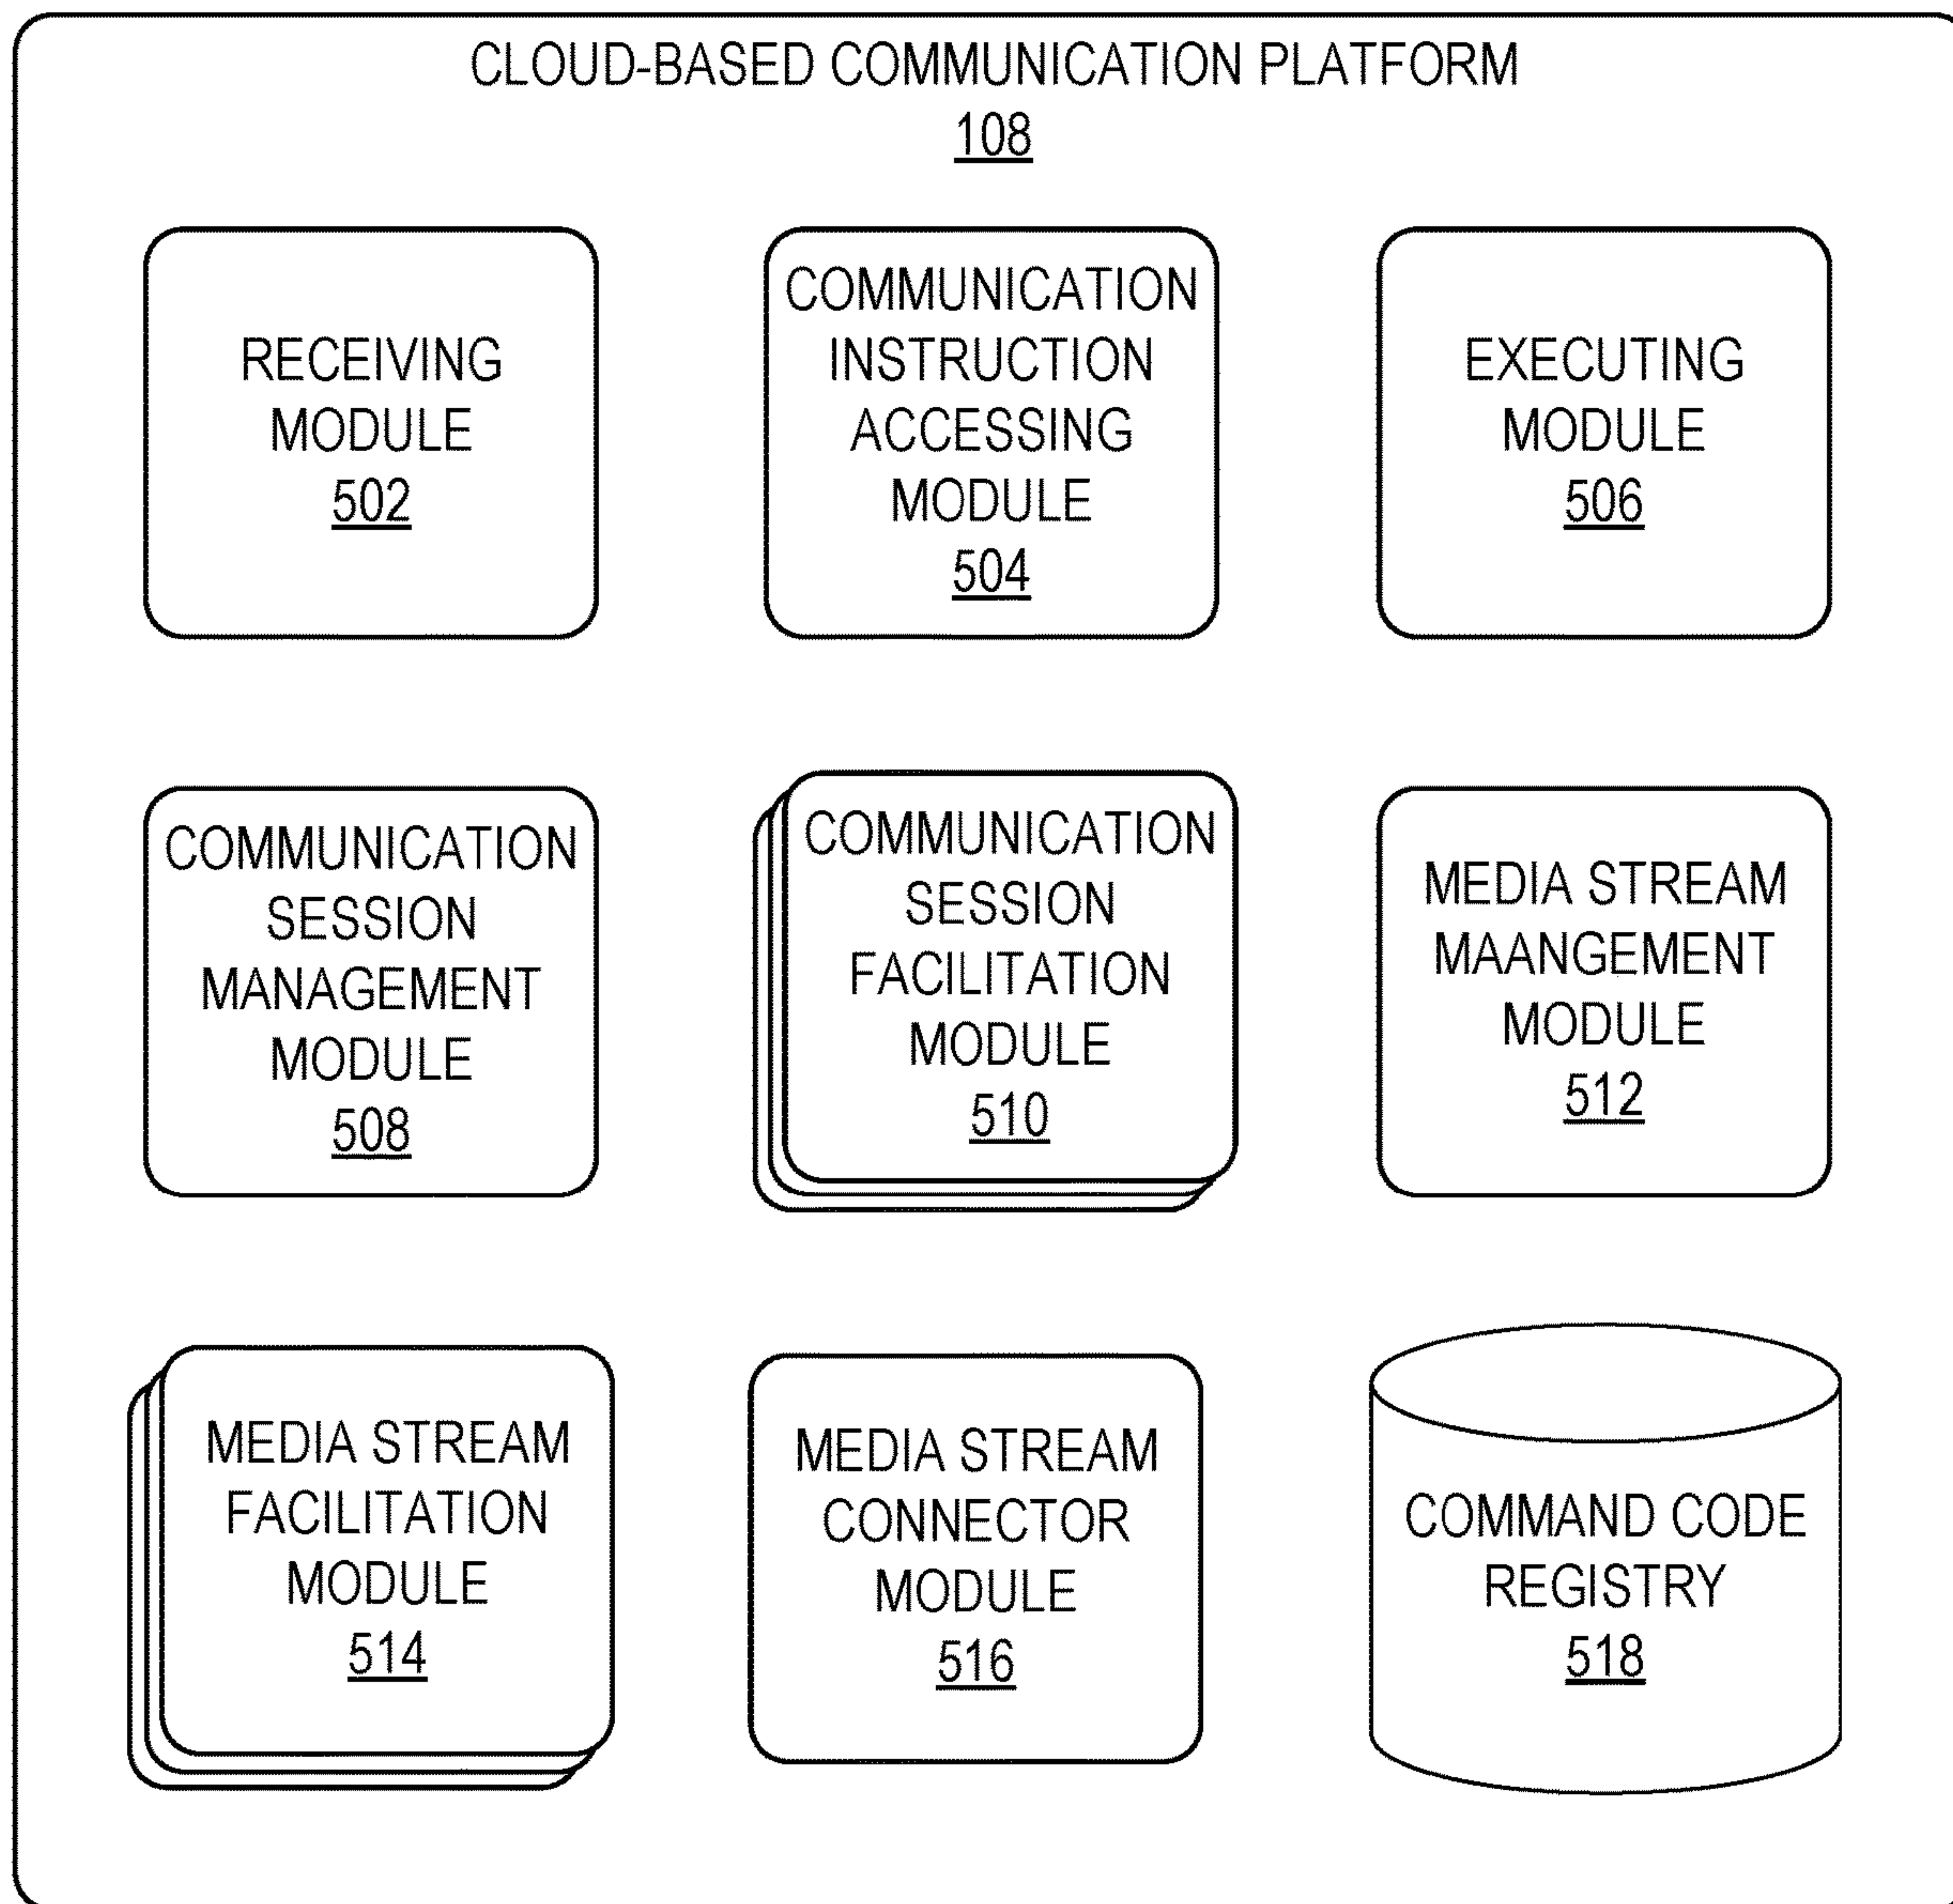 CLOUD-BASED COMMUNICATION PLATFORM
108
RECEIVING
MODULE
502
COMMUNICATION
INSTRUCTION
ACCESSING
MODULE
504
EXECUTING
MODULE
506
COMMUNICATION
SESSION
MANAGEMENT
MODULE
508
COMMUNICATION
SESSION
FACILITATION
MODULE
510
MEDIA STREAM
MAANGEMENT
MODULE
512
MEDIA STREAM
FACILITATION
MODULE
514
MEDIA STREAM
CONNECTOR
MODULE
516
COMMAND CODE
REGISTRY
518